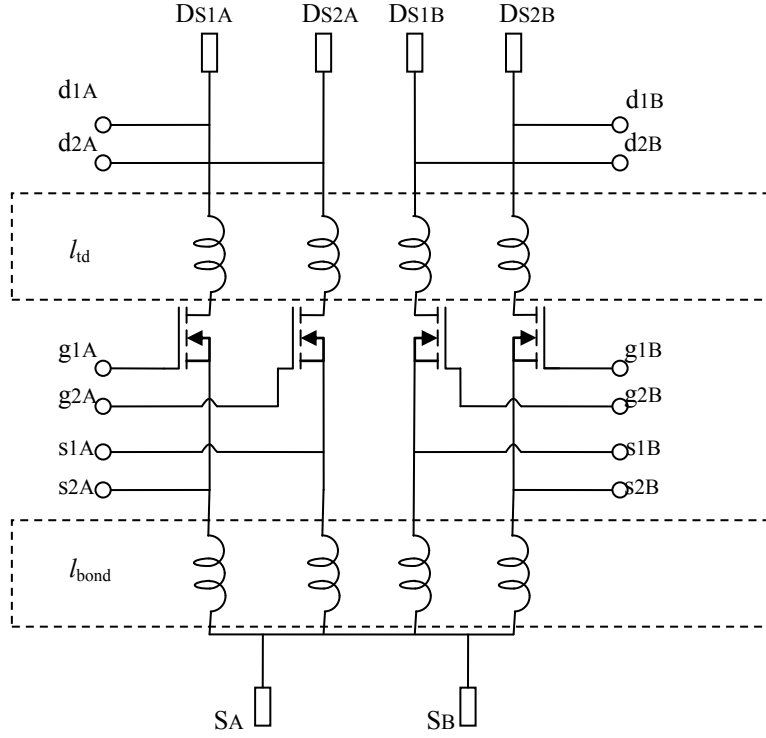 DS1A DS2A DS1B DS2B
d1A d1B
d2A d2B
ltd
g1A g1B
g2A g2B
s1A s1B
s2A s2B
lbond
SA SB